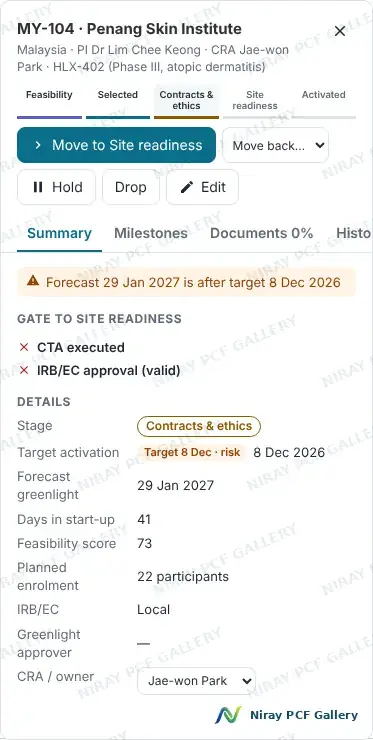 MY-104 · Penang Skin Institute
Malaysia · PI Dr Lim Chee Keong · CRA Jae-won
Park · HLX-402 (Phase III, atopic dermatitis)
Feasibility
Selected
Contracts &
ethics
Site
readiness
Activated
Move to Site readiness
Move back...
Hold
Drop
Edit
Summary
Milestones
Documents 0%
Histo
Forecast 29 Jan 2027 is after target 8 Dec 2026
GATE TO SITE READINESS
CTA executed
IRB/EC approval (valid)
DETAILS
Stage
Contracts & ethics
Target activation
Target 8 Dec · risk
8 Dec 2026
Forecast
greenlight
29 Jan 2027
Days in start-up
41
Feasibility score
73
Planned
enrolment
22 participants
IRB/EC
Local
Greenlight
approver
—
CRA / owner
Jae-won Park
Niray PCF Gallery
NIRAY PCF GALLERY